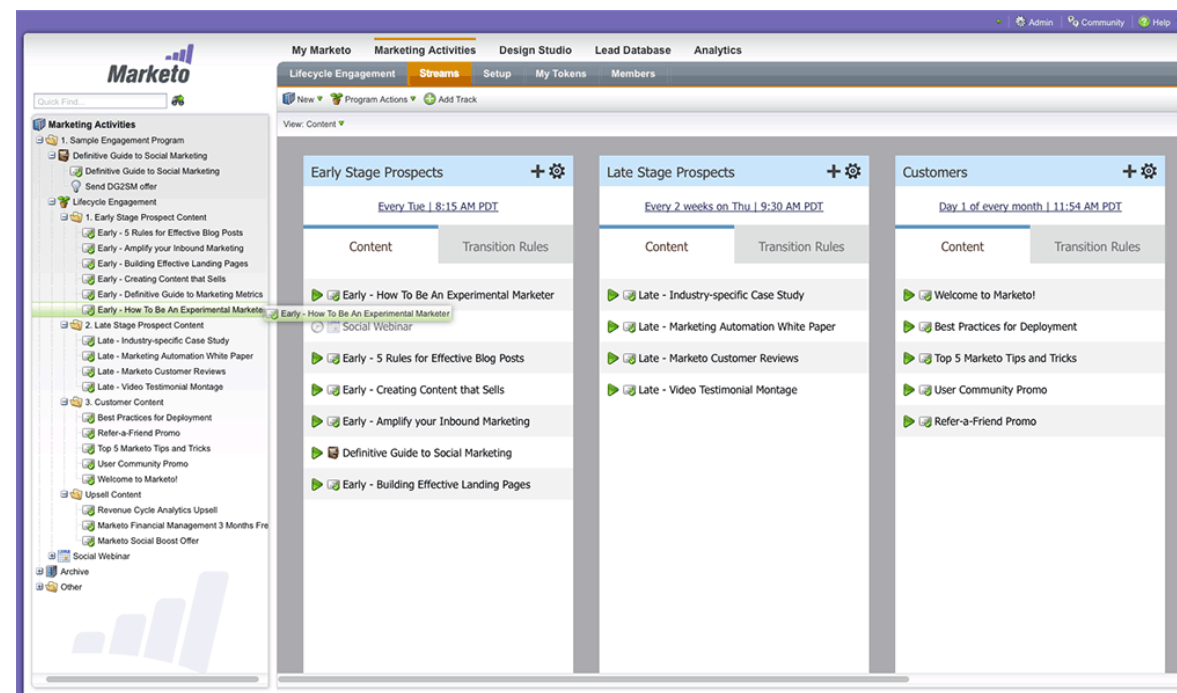 Admin Community Help
Marketo
My Marketo Marketing Activities Design Studio Lead Database Analytics
Lifecycle Engagement Streams Setup My Tokens Members
Quick Find...
New Program Actions Add Track
View: Content
Marketing Activities
1. Sample Engagement Program
Definitive Guide to Social Marketing
Definitive Guide to Social Marketing
Send DG2SM offer
Lifecycle Engagement
1. Early Stage Prospect Content
Early - 5 Rules for Effective Blog Posts
Early - Amplify your Inbound Marketing
Early - Building Effective Landing Pages
Early - Creating Content that Sells
Early - Definitive Guide to Marketing Metrics
Early - How To Be An Experimental Markete
Early - How To Be An Experimental Marketer
2. Late Stage Prospect Content
Late - Industry-specific Case Study
Late - Marketing Automation White Paper
Late - Marketo Customer Reviews
Late - Video Testimonial Montage
3. Customer Content
Best Practices for Deployment
Refer-a-Friend Promo
Top 5 Marketo Tips and Tricks
User Community Promo
Welcome to Marketo!
Upsell Content
Revenue Cycle Analytics Upsell
Marketo Financial Management 3 Months Fre
Marketo Social Boost Offer
Social Webinar
Archive
Other
Early Stage Prospects
Every Tue | 8:15 AM PDT
Content Transition Rules
Early - How To Be An Experimental Marketer
Social Webinar
Early - 5 Rules for Effective Blog Posts
Early - Creating Content that Sells
Early - Amplify your Inbound Marketing
Definitive Guide to Social Marketing
Early - Building Effective Landing Pages
Late Stage Prospects
Every 2 weeks on Thu | 9:30 AM PDT
Content Transition Rules
Late - Industry-specific Case Study
Late - Marketing Automation White Paper
Late - Marketo Customer Reviews
Late - Video Testimonial Montage
Customers
Day 1 of every month | 11:54 AM PDT
Content Transition Rules
Welcome to Marketo!
Best Practices for Deployment
Top 5 Marketo Tips and Tricks
User Community Promo
Refer-a-Friend Promo